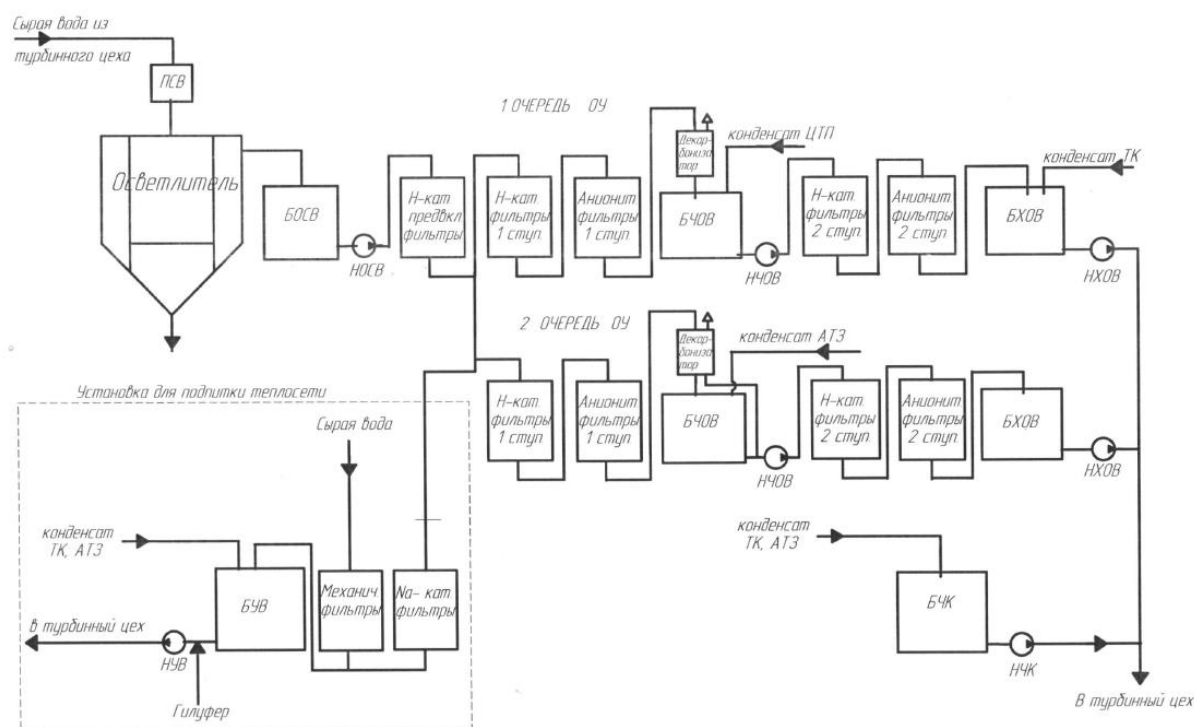 Сырая вода из
турбинного цеха
ПСВ
Осветлитель
БОСВ
НОСВ
1 ОЧЕРЕДЬ ОУ
Н-кат.
предвкл.
фильтры
Н-кат.
фильтры
1 ступ.
Анионит.
фильтры
1 ступ.
Декар-
бониза
тор
конденсат ЦТП
БЧОВ
НЧОВ
Н-кат.
фильтры
2 ступ.
Анионит.
фильтры
2 ступ.
конденсат ТК
БХОВ
НХОВ
2 ОЧЕРЕДЬ ОУ
Н-кат.
фильтры
1 ступ.
Анионит.
фильтры
1 ступ.
Декар-
бониза
тор
конденсат АТЗ
БЧОВ
НЧОВ
Н-кат.
фильтры
2 ступ.
Анионит.
фильтры
2 ступ.
БХОВ
НХОВ
Установка для подпитки теплосети
Сырая вода
конденсат
ТК, АТЗ
БУВ
Механич.
фильтры
Na- кат.
фильтры
в турбинный цех
НУВ
Гилуфер
конденсат
ТК, АТЗ
БЧК
НЧК
В турбинный цех